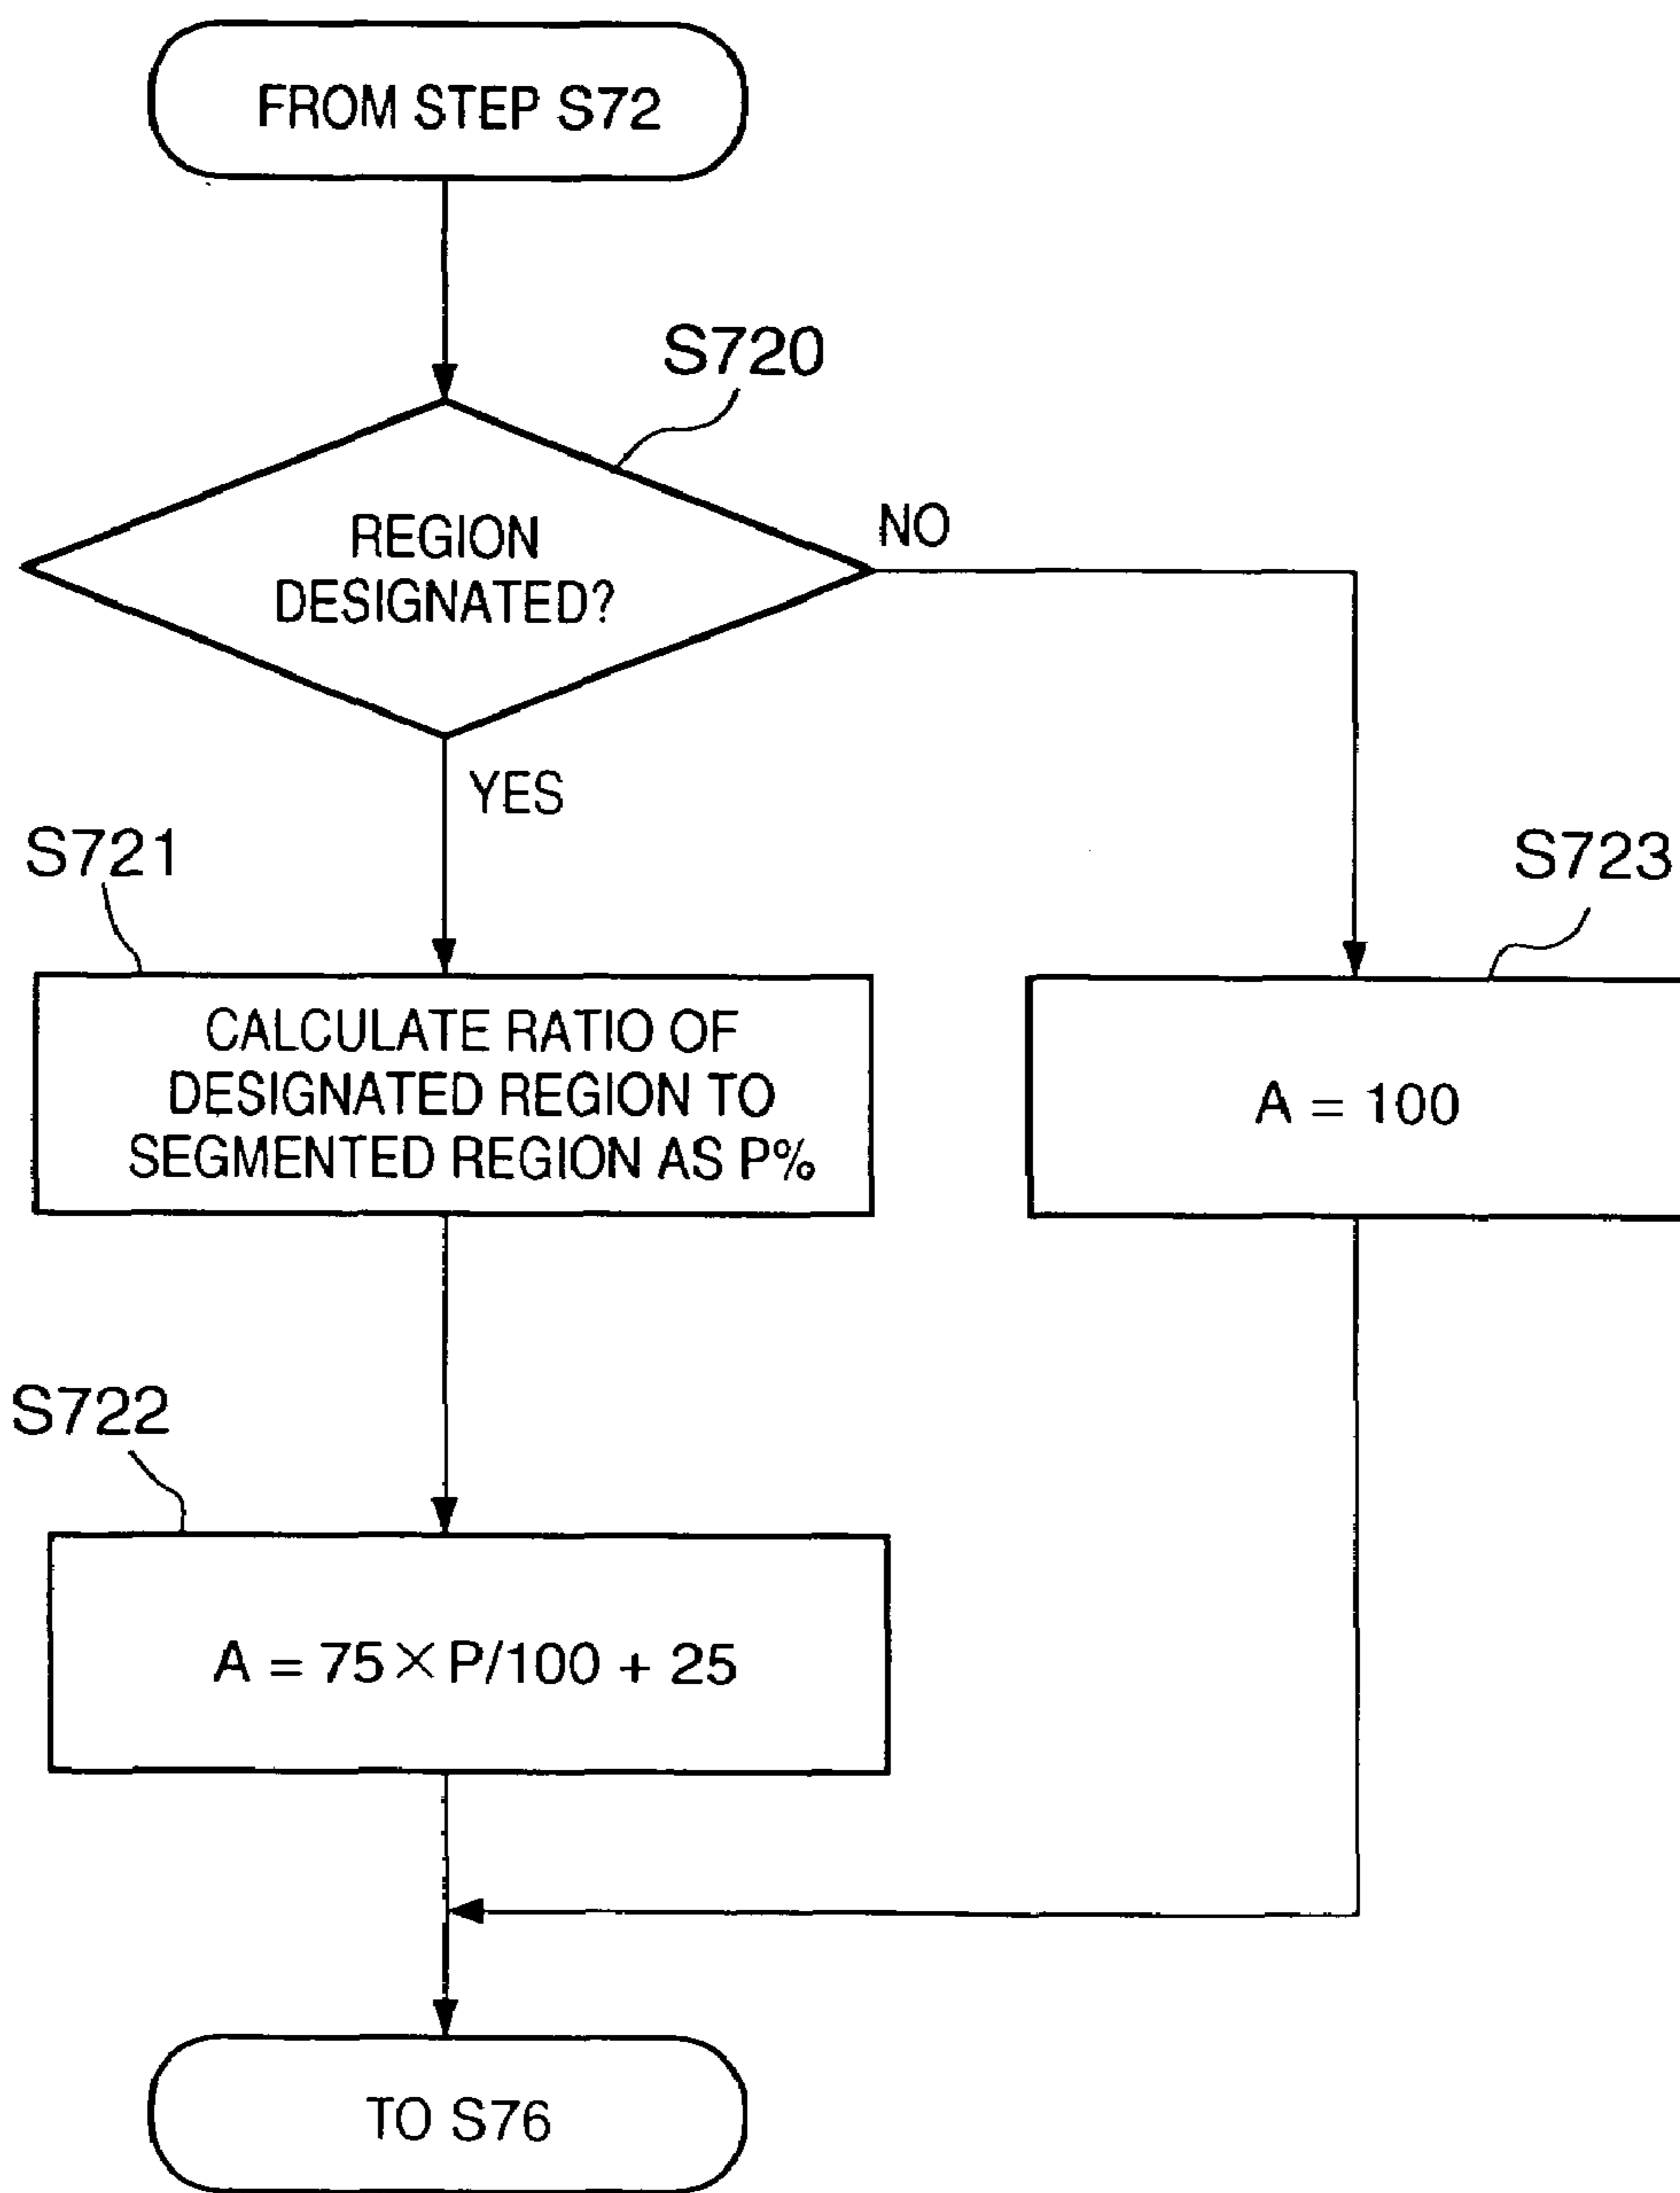 FROM STEP S72
S720
REGION
DESIGNATED?
NO
YES
S721
S723
CALCULATE RATIO OF
DESIGNATED REGION TO
SEGMENTED REGION AS P%
A = 100
S722
A = 75 × P/100 + 25
TO S76